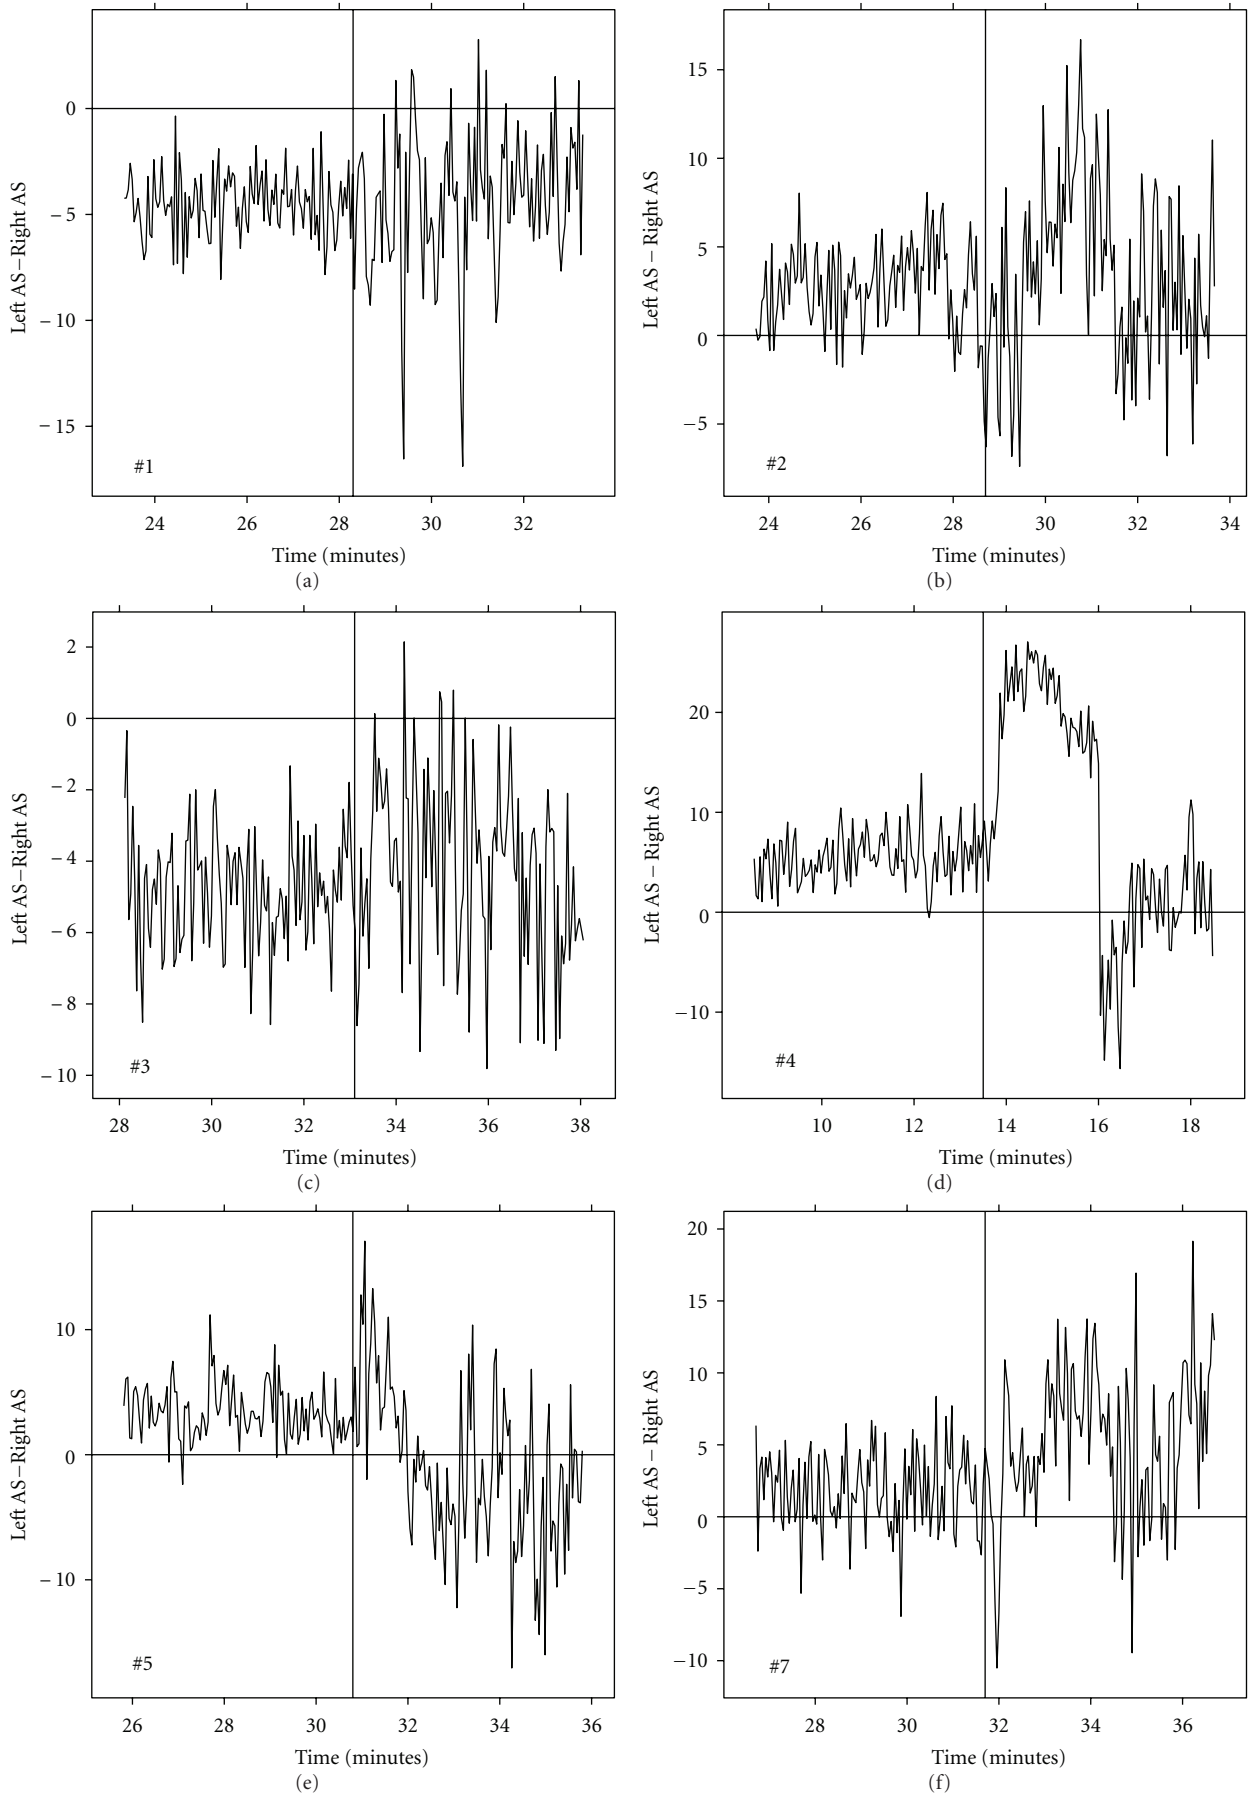 0
−5
−10
−15
Left AS−Right AS
#1
24 26 28 30 32
Time (minutes)
(a)
15
10
5
0
−5
Left AS − Right AS
#2
24 26 28 30 32 34
Time (minutes)
(b)
2
0
−2
−4
−6
−8
−10
Left AS−Right AS
#3
28 30 32 34 36 38
Time (minutes)
(c)
20
10
0
−10
Left AS − Right AS
#4
10 12 14 16 18
Time (minutes)
(d)
10
0
−10
Left AS−Right AS
#5
26 28 30 32 34 36
Time (minutes)
(e)
20
15
10
5
0
−5
−10
Left AS − Right AS
#7
28 30 32 34 36
Time (minutes)
(f)